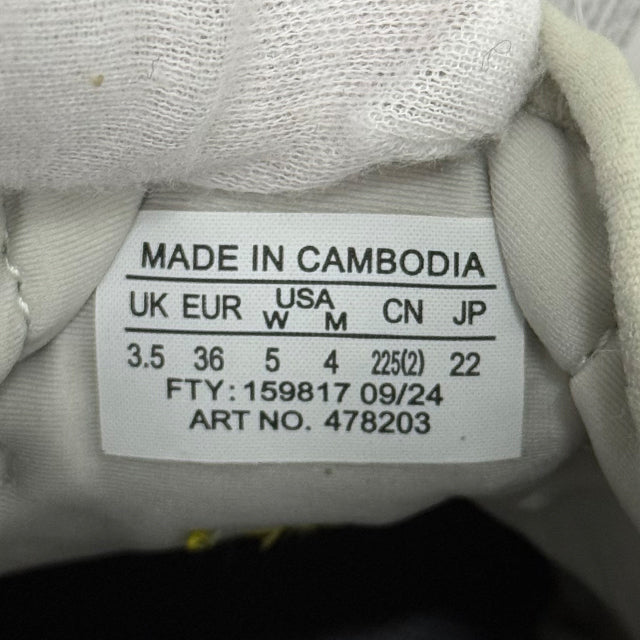 MADE IN CAMBODIA
UK EUR USA CN JP
W M
3.5 36 5 4 225(2) 22
FTY: 159817 09/24
ART NO. 478203